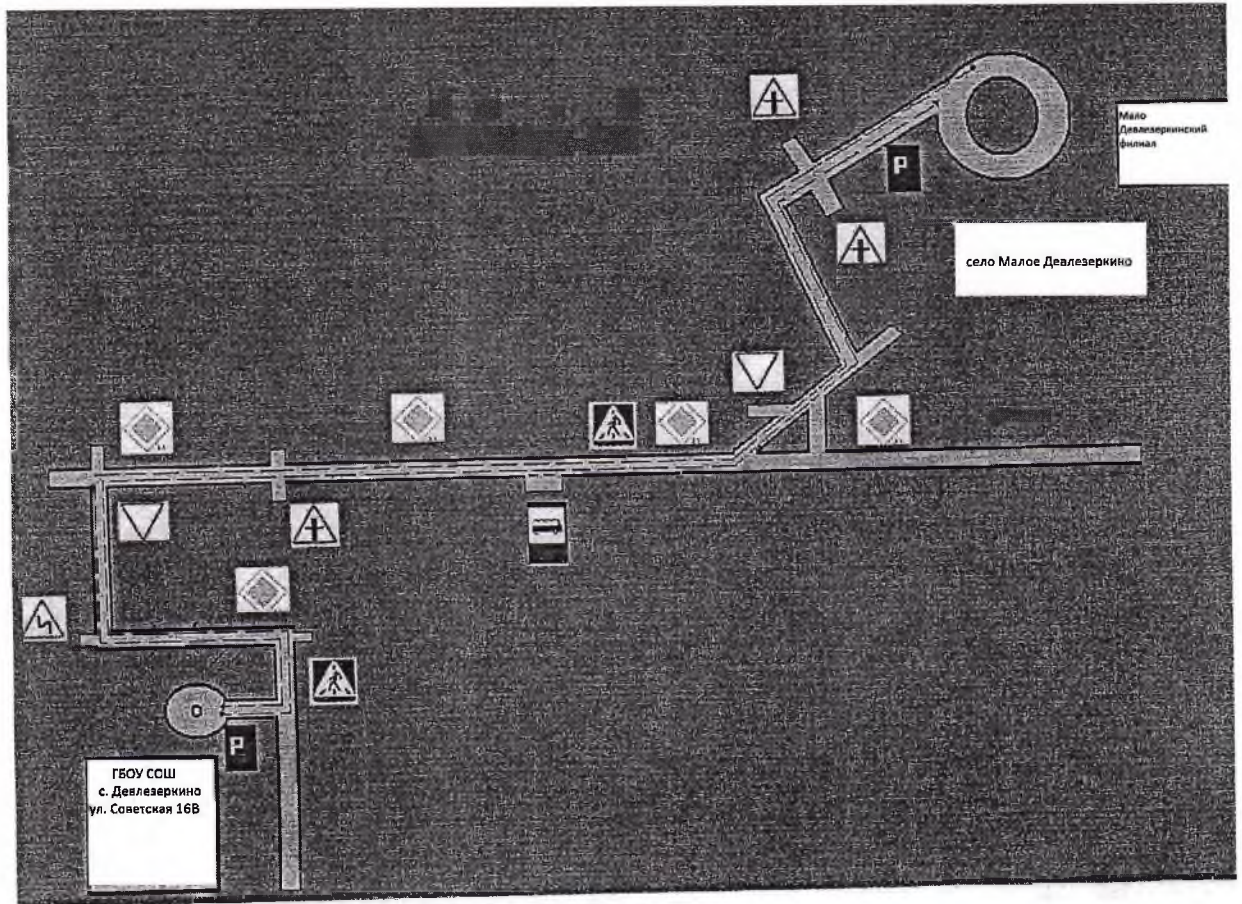 Мало
Девлезеркинский
филиал
P
село Малое Девлезеркино
P
ГБОУ СОШ
с. Девлезеркино
ул. Советская 16В